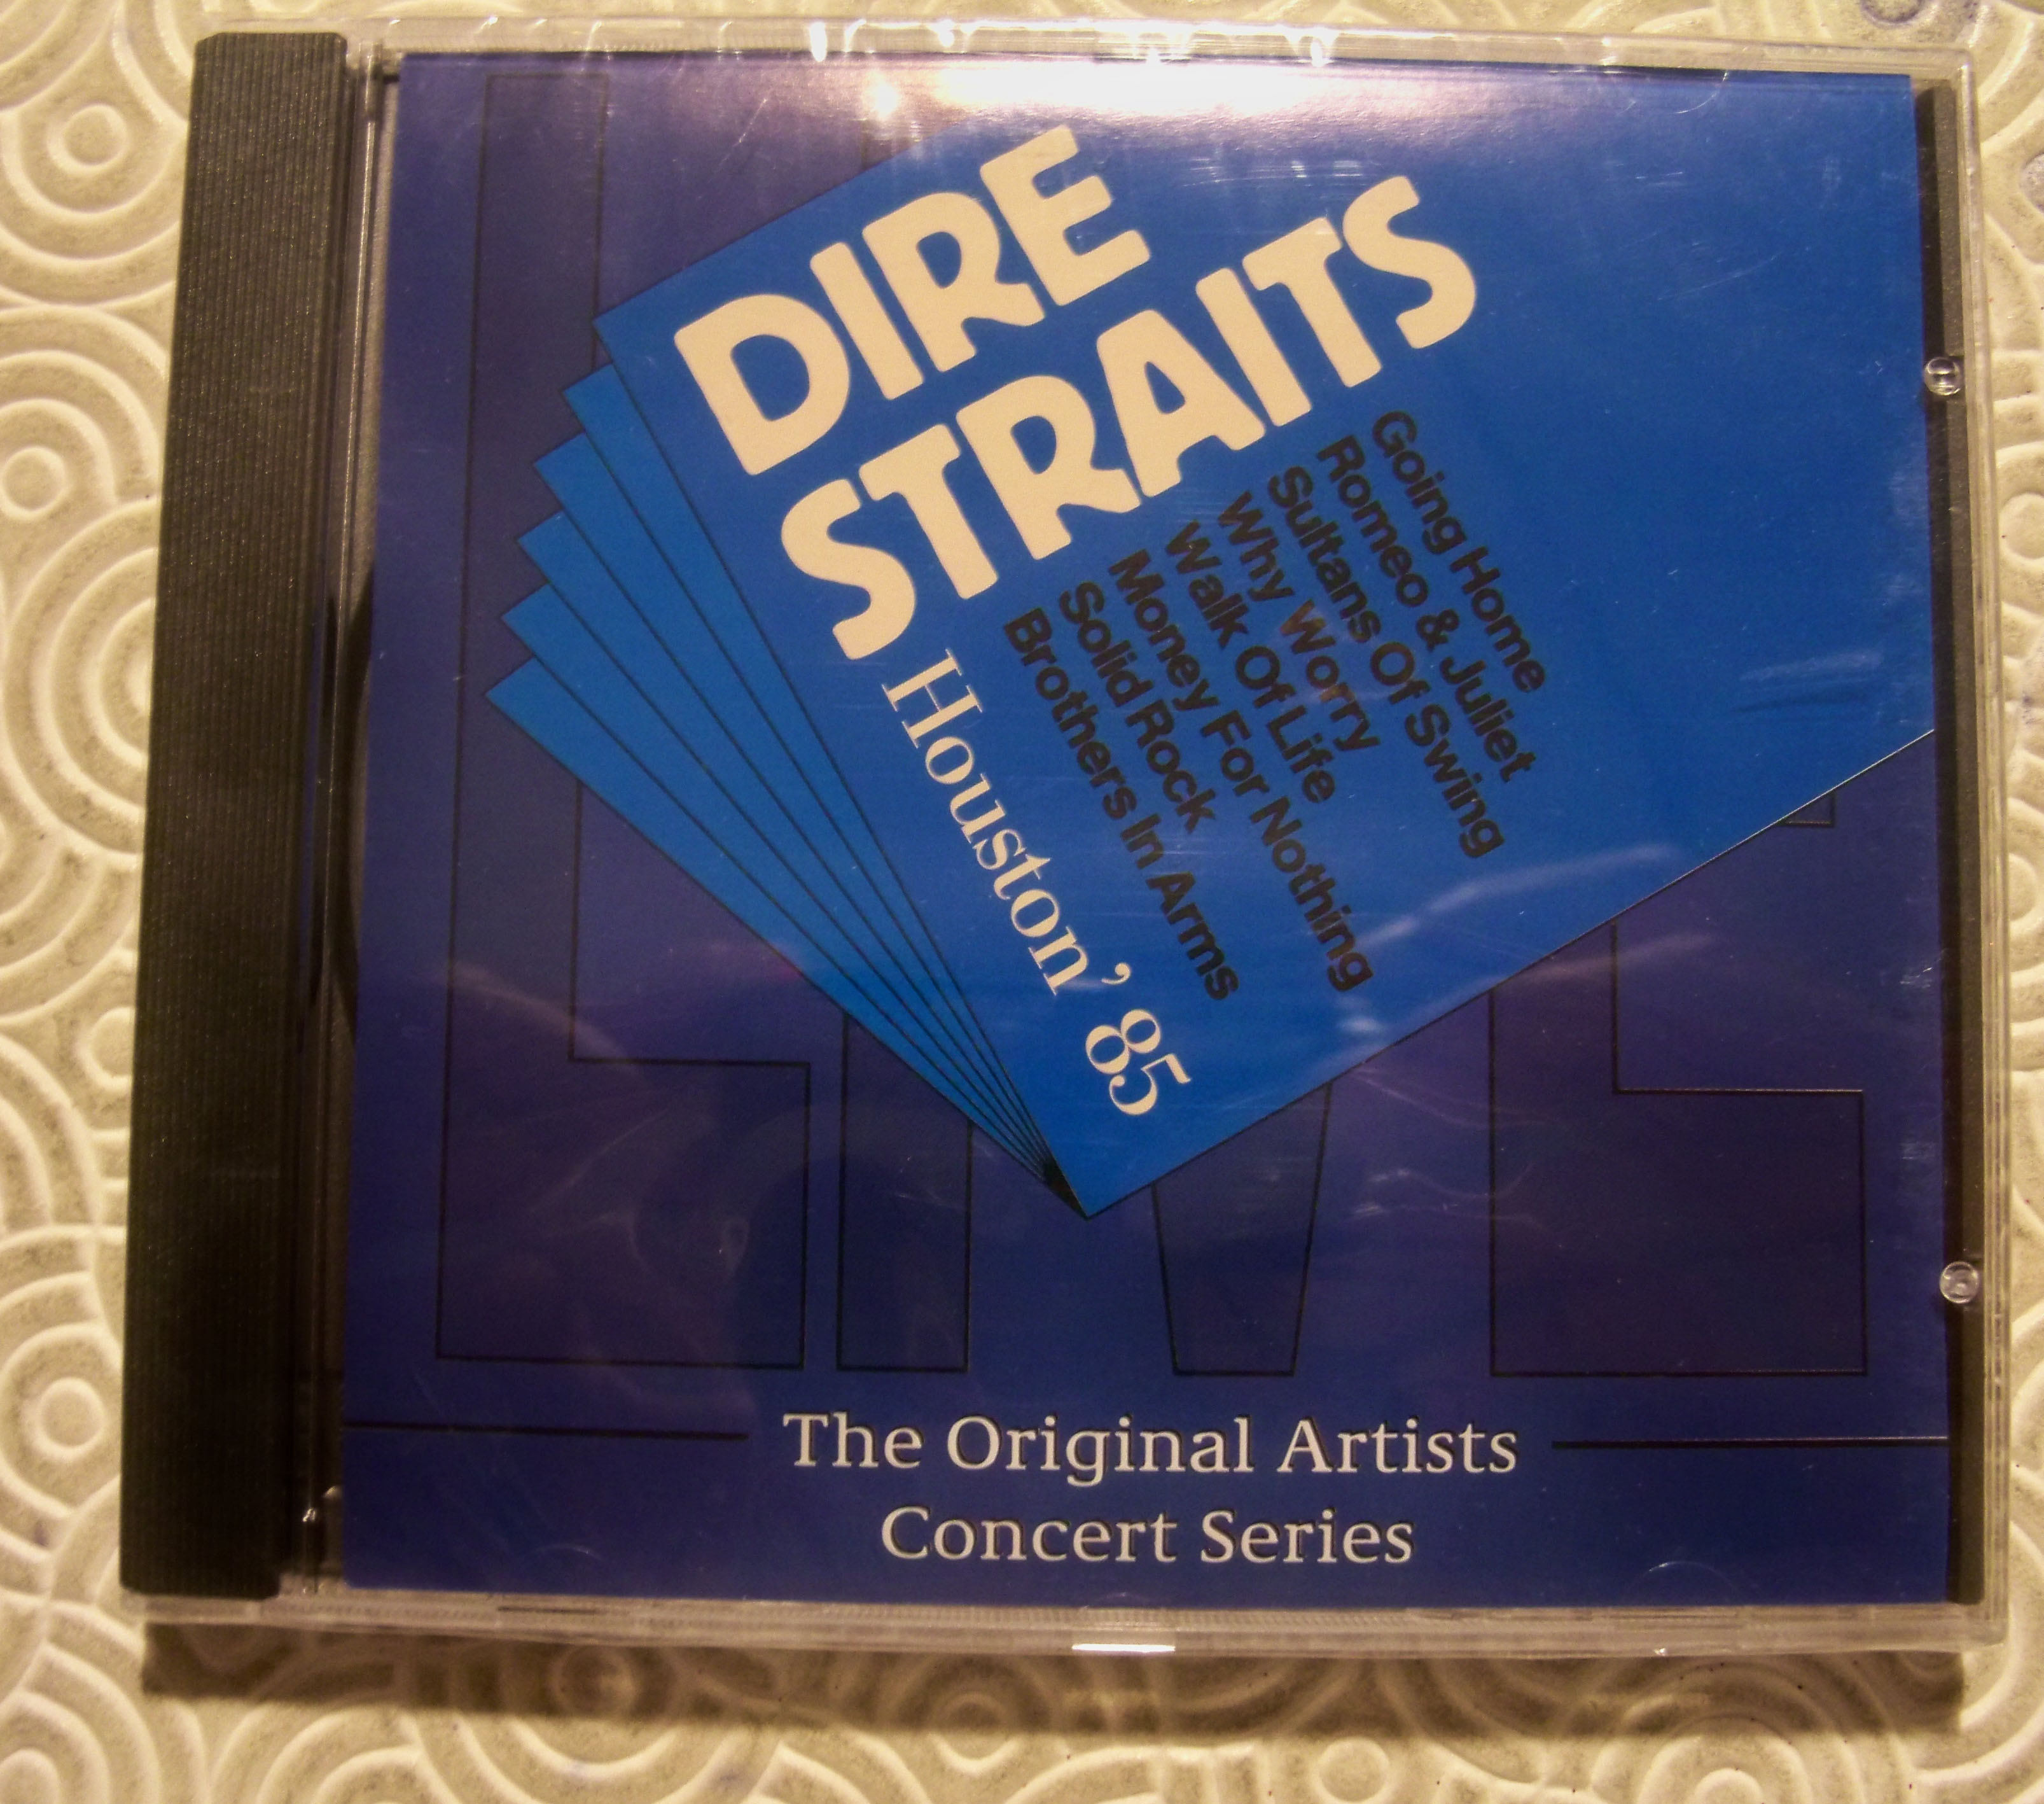 DIRE
STRAITS
Houston' 85
Going Home
Romeo & Juliet
Sultans Of Swing
Why Worry
Walk Of Life
Money For Nothing
Solid Rock
Brothers In Arms
LIVE
The Original Artists
Concert Series